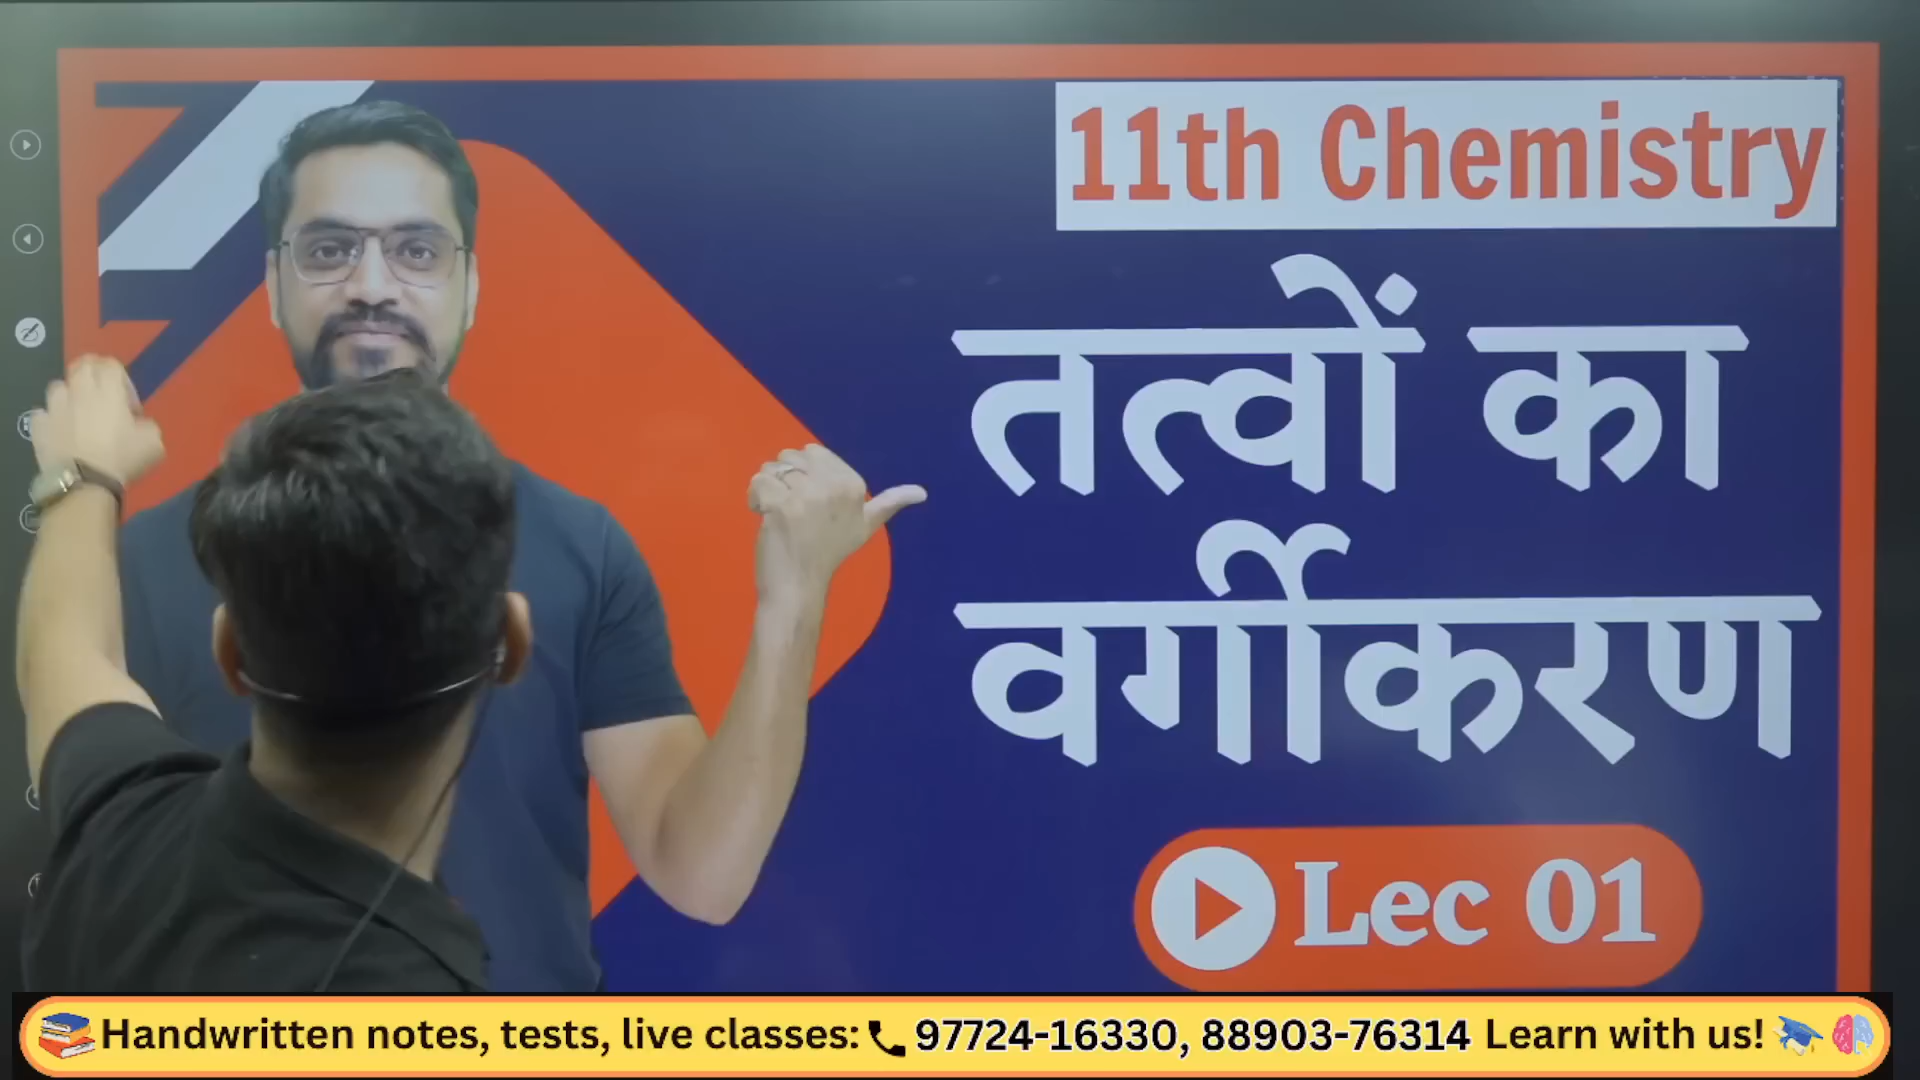 11th Chemistry
तत्वों का
वर्गीकरण
Lec 01
Handwritten notes, tests, live classes: 97724-16330, 88903-76314 Learn with us!